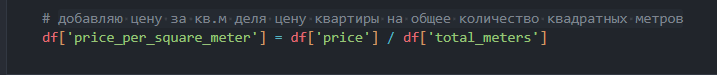 # добавляю цену за кв.м деля цену квартиры на общее количество квадратных метров
df['price_per_square_meter'] = df['price'] / df['total_meters']